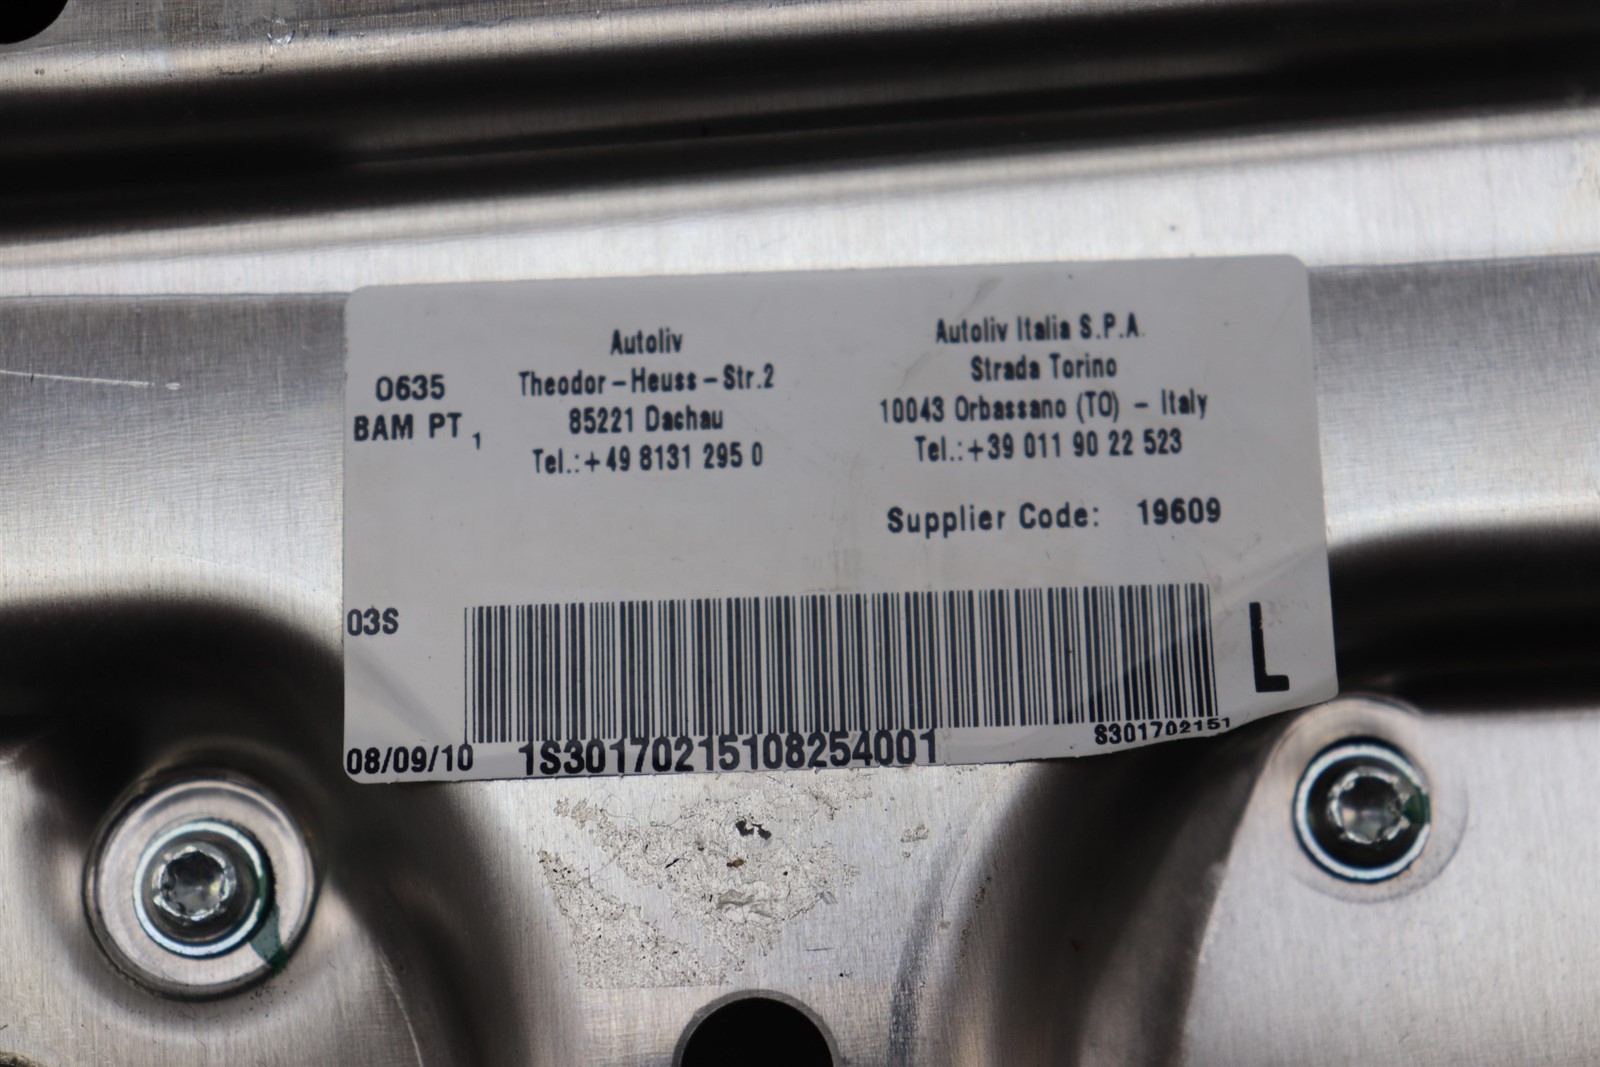 0635
BAM PT 1
Autoliv
Theodor-Heuss-Str.2
85221 Dachau
Tel.:+49 8131 295 0
Autoliv Italia S.P.A.
Strada Torino
10043 Orbassano (TO) - Italy
Tel.:+39 011 90 22 523
Supplier Code: 19609
03S
L
08/09/10
1S30170215108254001
S301702151